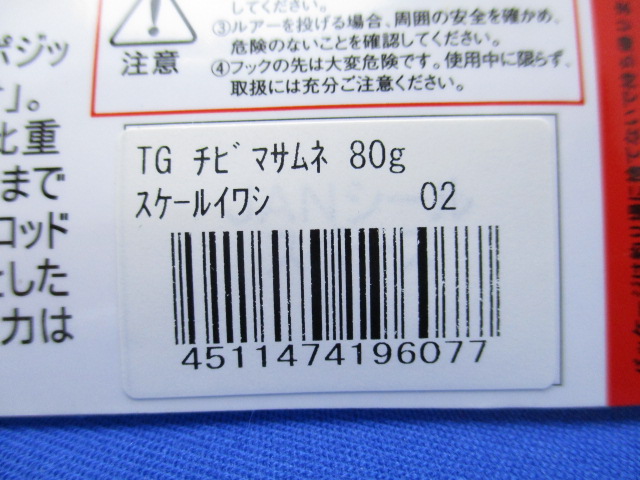 してください。
③ルアーを投げる場合、周囲の安全を確かめ、
危険のないことを確認してください。
④フックの先は大変危険です。使用中に限らず、
取扱には充分ご注意ください。
注意
ポジッ
」。
比重
まで
ロッド
とした
力は
TG ﾁﾋﾞﾏｻﾑﾈ 80g
ｽｹｰﾙｲﾜｼ 02
4511474196077